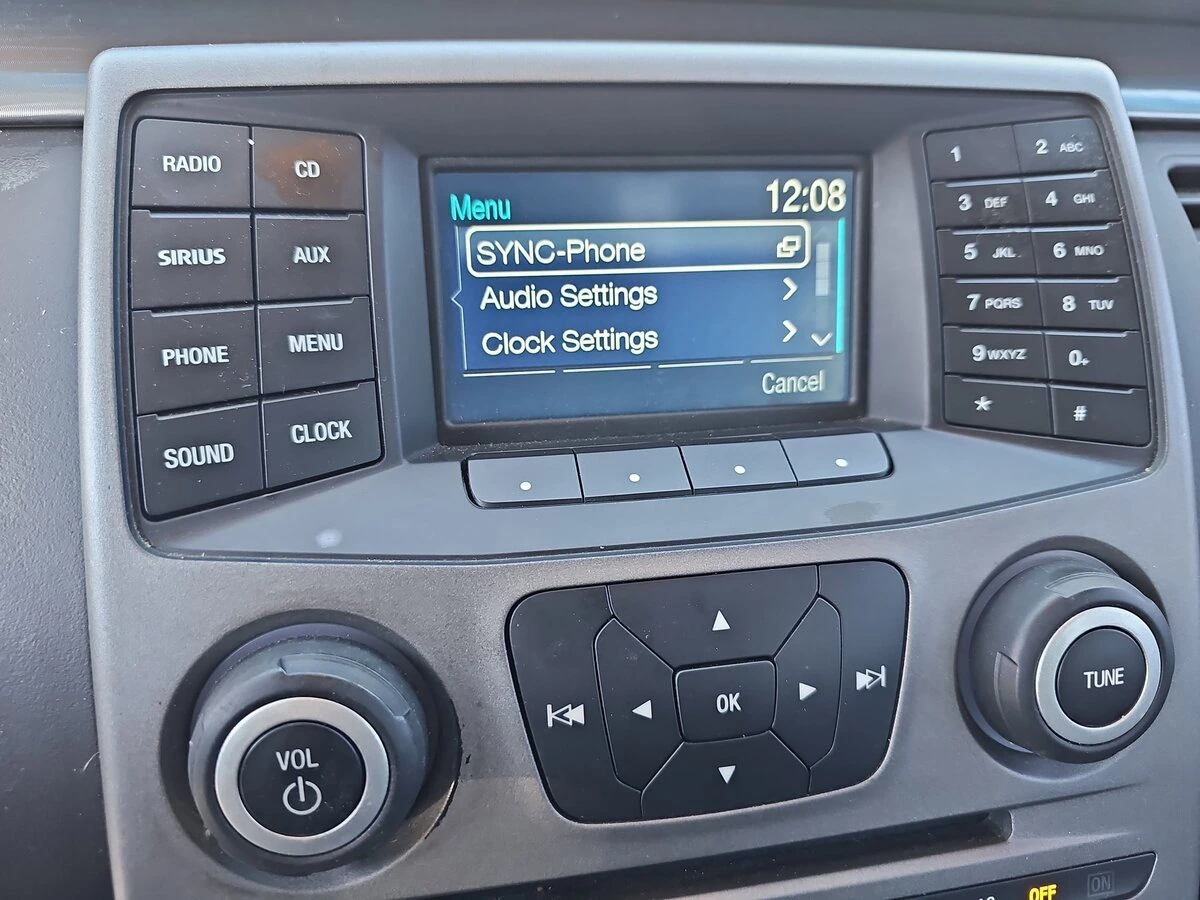 RADIO CD
SIRIUS AUX
PHONE MENU
SOUND CLOCK
Menu 12:08
SYNC-Phone
Audio Settings
Clock Settings
Cancel
1 2 ABC
3 DEF 4 GHI
5 JKL 6 MNO
7 PQRS 8 TUV
9 WXYZ 0+
* #
VOL
OK
TUNE
OFF ON